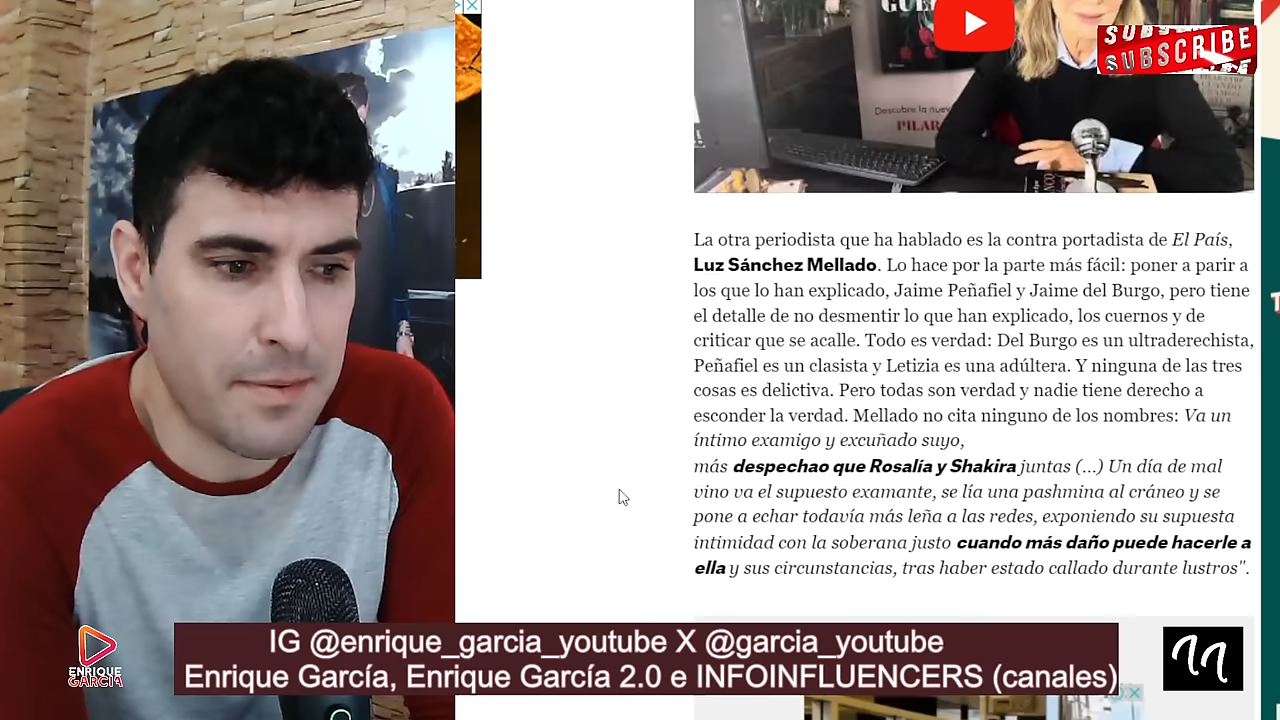 SUBSCRIBE
SUBSCRIBE
Descubre la nuev
PILAR
La otra periodista que ha hablado es la contra portadista de El País,
Luz Sánchez Mellado. Lo hace por la parte más fácil: poner a parir a
los que lo han explicado, Jaime Peñafiel y Jaime del Burgo, pero tiene
el detalle de no desmentir lo que han explicado, los cuernos y de
criticar que se acalle. Todo es verdad: Del Burgo es un ultraderechista,
Peñafiel es un clasista y Letizia es una adúltera. Y ninguna de las tres
cosas es delictiva. Pero todas son verdad y nadie tiene derecho a
esconder la verdad. Mellado no cita ninguno de los nombres: Va un
íntimo examigo y excuñado suyo,
más despechao que Rosalía y Shakira juntas (...) Un día de mal
vino va el supuesto examante, se lía una pashmina al cráneo y se
pone a echar todavía más leña a las redes, exponiendo su supuesta
intimidad con la soberana justo cuando más daño puede hacerle a
ella y sus circunstancias, tras haber estado callado durante lustros".
IG @enrique_garcia_youtube X @garcia_youtube
Enrique García, Enrique García 2.0 e INFOINFLUENCERS (canales)
ENRIQUE
GARCÍA